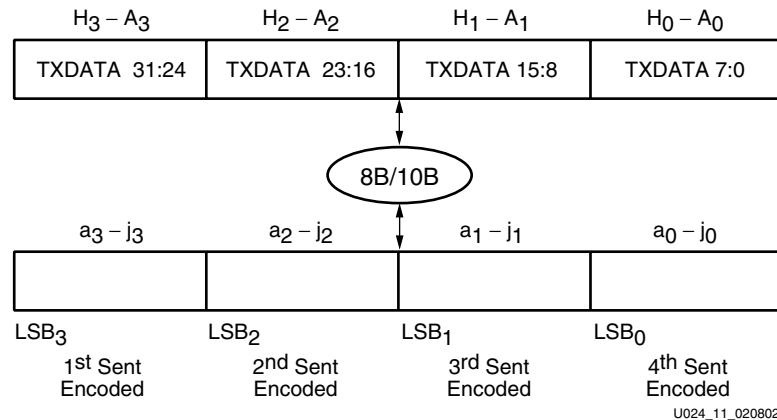 H3 – A3 H2 – A2 H1 – A1 H0 – A0
TXDATA 31:24 TXDATA 23:16 TXDATA 15:8 TXDATA 7:0
8B/10B
a3 – j3 a2 – j2 a1 – j1 a0 – j0
LSB3 LSB2 LSB1 LSB0
1st Sent 2nd Sent 3rd Sent 4th Sent
Encoded Encoded Encoded Encoded
U024_11_020802